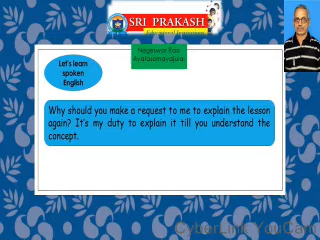 SRI PRAKASH
Educational
Nageswar Rao
Let's learn
spoken
English
Why should you make a request to me to explain the lesson
again? It's my duty to explain it till you understand the
concept.
CyberLink YouCam